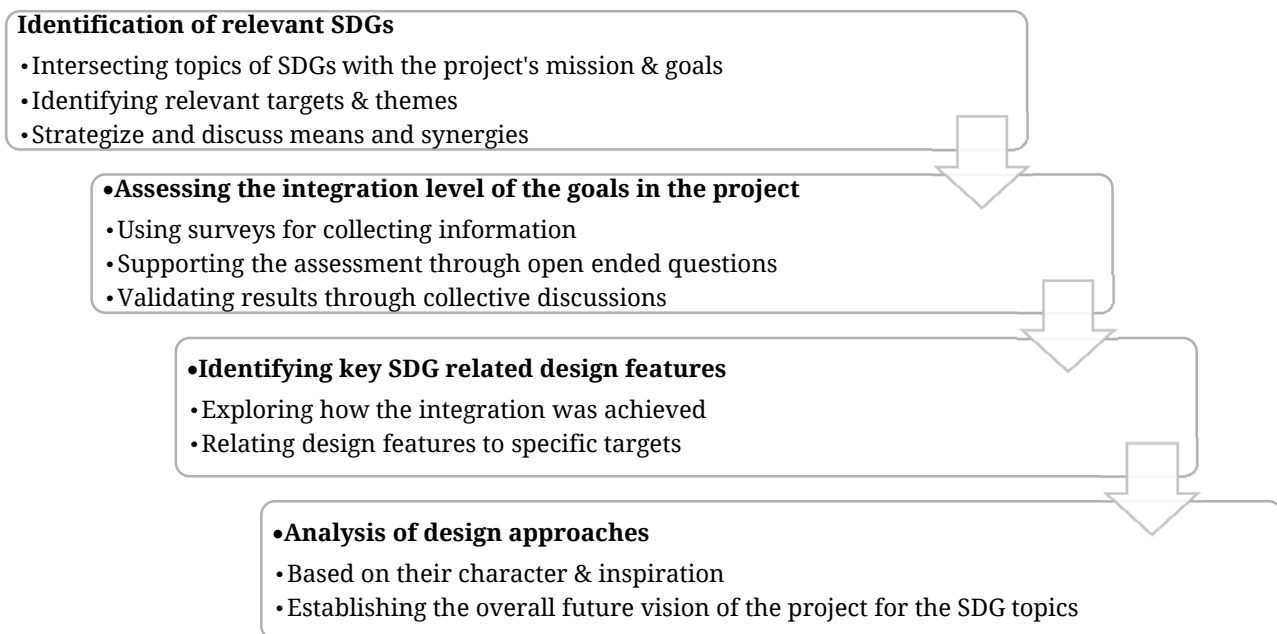 Identification of relevant SDGs
•Intersecting topics of SDGs with the project's mission & goals
•Identifying relevant targets & themes
•Strategize and discuss means and synergies
•Assessing the integration level of the goals in the project
•Using surveys for collecting information
•Supporting the assessment through open ended questions
•Validating results through collective discussions
•Identifying key SDG related design features
•Exploring how the integration was achieved
•Relating design features to specific targets
•Analysis of design approaches
•Based on their character & inspiration
•Establishing the overall future vision of the project for the SDG topics